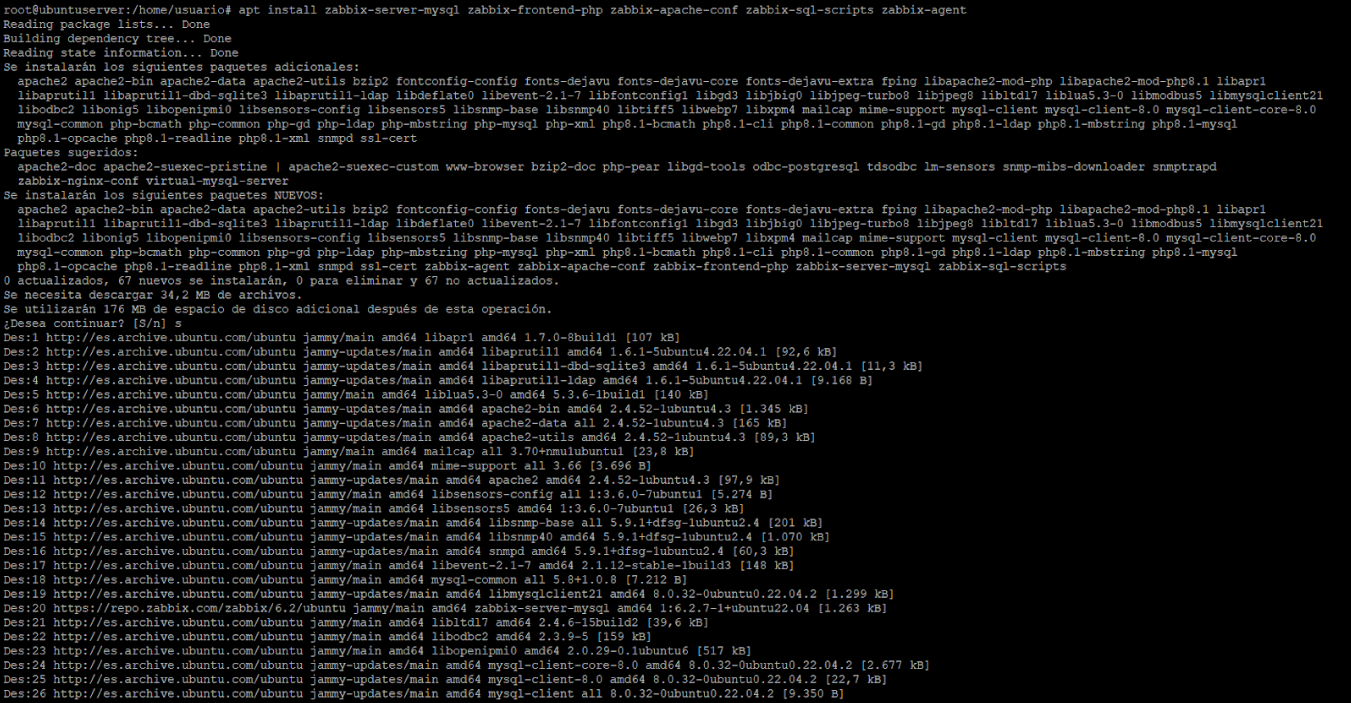 root@ubuntuserver:/home/usuario# apt install zabbix-server-mysql zabbix-frontend-php zabbix-apache-conf zabbix-sql-scripts zabbix-agent
Reading package lists... Done
Building dependency tree... Done
Reading state information... Done
Se instalarán los siguientes paquetes adicionales:
  apache2 apache2-bin apache2-data apache2-utils bzip2 fontconfig-config fonts-dejavu fonts-dejavu-core fonts-dejavu-extra fping libapache2-mod-php libapache2-mod-php8.1 libapr1
  libaprutil1 libaprutil1-dbd-sqlite3 libaprutil1-ldap libdeflate0 libevent-2.1-7 libfontconfig1 libgd3 libjbig0 libjpeg-turbo8 libjpeg8 libltdl7 liblua5.3-0 libmodbus5 libmysqlclient21
  libodbc2 libonig5 libopenipmi0 libsensors-config libsensors5 libsnmp-base libsnmp40 libtiff5 libwebp7 libxpm4 mailcap mime-support mysql-client mysql-client-8.0 mysql-client-core-8.0
  mysql-common php-bcmath php-common php-gd php-ldap php-mbstring php-mysql php-xml php8.1-bcmath php8.1-cli php8.1-common php8.1-gd php8.1-ldap php8.1-mbstring php8.1-mysql
  php8.1-opcache php8.1-readline php8.1-xml snmpd ssl-cert
Paquetes sugeridos:
  apache2-doc apache2-suexec-pristine | apache2-suexec-custom www-browser bzip2-doc php-pear libgd-tools odbc-postgresql tdsodbc lm-sensors snmp-mibs-downloader snmptrapd
  zabbix-nginx-conf virtual-mysql-server
Se instalarán los siguientes paquetes NUEVOS:
  apache2 apache2-bin apache2-data apache2-utils bzip2 fontconfig-config fonts-dejavu fonts-dejavu-core fonts-dejavu-extra fping libapache2-mod-php libapache2-mod-php8.1 libapr1
  libaprutil1 libaprutil1-dbd-sqlite3 libaprutil1-ldap libdeflate0 libevent-2.1-7 libfontconfig1 libgd3 libjbig0 libjpeg-turbo8 libjpeg8 libltdl7 liblua5.3-0 libmodbus5 libmysqlclient21
  libodbc2 libonig5 libopenipmi0 libsensors-config libsensors5 libsnmp-base libsnmp40 libtiff5 libwebp7 libxpm4 mailcap mime-support mysql-client mysql-client-8.0 mysql-client-core-8.0
  mysql-common php-bcmath php-common php-gd php-ldap php-mbstring php-mysql php-xml php8.1-bcmath php8.1-cli php8.1-common php8.1-gd php8.1-ldap php8.1-mbstring php8.1-mysql
  php8.1-opcache php8.1-readline php8.1-xml snmpd ssl-cert zabbix-agent zabbix-apache-conf zabbix-frontend-php zabbix-server-mysql zabbix-sql-scripts
0 actualizados, 67 nuevos se instalarán, 0 para eliminar y 67 no actualizados.
Se necesita descargar 34,2 MB de archivos.
Se utilizarán 176 MB de espacio de disco adicional después de esta operación.
¿Desea continuar? [S/n] s
Des:1 http://es.archive.ubuntu.com/ubuntu jammy/main amd64 libapr1 amd64 1.7.0-8build1 [107 kB]
Des:2 http://es.archive.ubuntu.com/ubuntu jammy-updates/main amd64 libaprutil1 amd64 1.6.1-5ubuntu4.22.04.1 [92,6 kB]
Des:3 http://es.archive.ubuntu.com/ubuntu jammy-updates/main amd64 libaprutil1-dbd-sqlite3 amd64 1.6.1-5ubuntu4.22.04.1 [11,3 kB]
Des:4 http://es.archive.ubuntu.com/ubuntu jammy-updates/main amd64 libaprutil1-ldap amd64 1.6.1-5ubuntu4.22.04.1 [9.168 B]
Des:5 http://es.archive.ubuntu.com/ubuntu jammy/main amd64 liblua5.3-0 amd64 5.3.6-1build1 [140 kB]
Des:6 http://es.archive.ubuntu.com/ubuntu jammy-updates/main amd64 apache2-bin amd64 2.4.52-1ubuntu4.3 [1.345 kB]
Des:7 http://es.archive.ubuntu.com/ubuntu jammy-updates/main amd64 apache2-data all 2.4.52-1ubuntu4.3 [165 kB]
Des:8 http://es.archive.ubuntu.com/ubuntu jammy-updates/main amd64 apache2-utils amd64 2.4.52-1ubuntu4.3 [89,3 kB]
Des:9 http://es.archive.ubuntu.com/ubuntu jammy/main amd64 mailcap all 3.70+nmu1ubuntu1 [23,8 kB]
Des:10 http://es.archive.ubuntu.com/ubuntu jammy/main amd64 mime-support all 3.66 [3.696 B]
Des:11 http://es.archive.ubuntu.com/ubuntu jammy-updates/main amd64 apache2 amd64 2.4.52-1ubuntu4.3 [97,9 kB]
Des:12 http://es.archive.ubuntu.com/ubuntu jammy/main amd64 libsensors-config all 1:3.6.0-7ubuntu1 [5.274 B]
Des:13 http://es.archive.ubuntu.com/ubuntu jammy/main amd64 libsensors5 amd64 1:3.6.0-7ubuntu1 [26,3 kB]
Des:14 http://es.archive.ubuntu.com/ubuntu jammy-updates/main amd64 libsnmp-base all 5.9.1+dfsg-1ubuntu2.4 [201 kB]
Des:15 http://es.archive.ubuntu.com/ubuntu jammy-updates/main amd64 libsnmp40 amd64 5.9.1+dfsg-1ubuntu2.4 [1.070 kB]
Des:16 http://es.archive.ubuntu.com/ubuntu jammy-updates/main amd64 snmpd amd64 5.9.1+dfsg-1ubuntu2.4 [60,3 kB]
Des:17 http://es.archive.ubuntu.com/ubuntu jammy/main amd64 libevent-2.1-7 amd64 2.1.12-stable-1build3 [148 kB]
Des:18 http://es.archive.ubuntu.com/ubuntu jammy/main amd64 mysql-common all 5.8+1.0.8 [7.212 B]
Des:19 http://es.archive.ubuntu.com/ubuntu jammy-updates/main amd64 libmysqlclient21 amd64 8.0.32-0ubuntu0.22.04.2 [1.299 kB]
Des:20 https://repo.zabbix.com/zabbix/6.2/ubuntu jammy/main amd64 zabbix-server-mysql amd64 1:6.2.7-1+ubuntu22.04 [1.263 kB]
Des:21 http://es.archive.ubuntu.com/ubuntu jammy/main amd64 libltdl7 amd64 2.4.6-15build2 [39,6 kB]
Des:22 http://es.archive.ubuntu.com/ubuntu jammy/main amd64 libodbc2 amd64 2.3.9-5 [159 kB]
Des:23 http://es.archive.ubuntu.com/ubuntu jammy/main amd64 libopenipmi0 amd64 2.0.29-0.1ubuntu6 [517 kB]
Des:24 http://es.archive.ubuntu.com/ubuntu jammy-updates/main amd64 mysql-client-core-8.0 amd64 8.0.32-0ubuntu0.22.04.2 [2.677 kB]
Des:25 http://es.archive.ubuntu.com/ubuntu jammy-updates/main amd64 mysql-client-8.0 amd64 8.0.32-0ubuntu0.22.04.2 [22,7 kB]
Des:26 http://es.archive.ubuntu.com/ubuntu jammy-updates/main amd64 mysql-client all 8.0.32-0ubuntu0.22.04.2 [9.350 B]